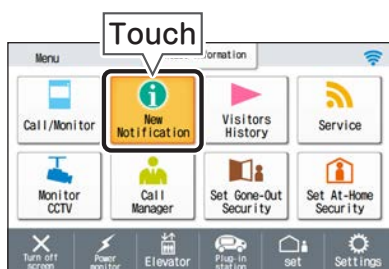 Touch
Menu
formation
Call/Monitor
New
Notification
Visitors
History
Service
Monitor
CCTV
Call
Manager
Set Gone-Out
Security
Set At-Home
Security
Turn off
screen
Power
monitor
Elevator
Plug-in
station
set
Settings